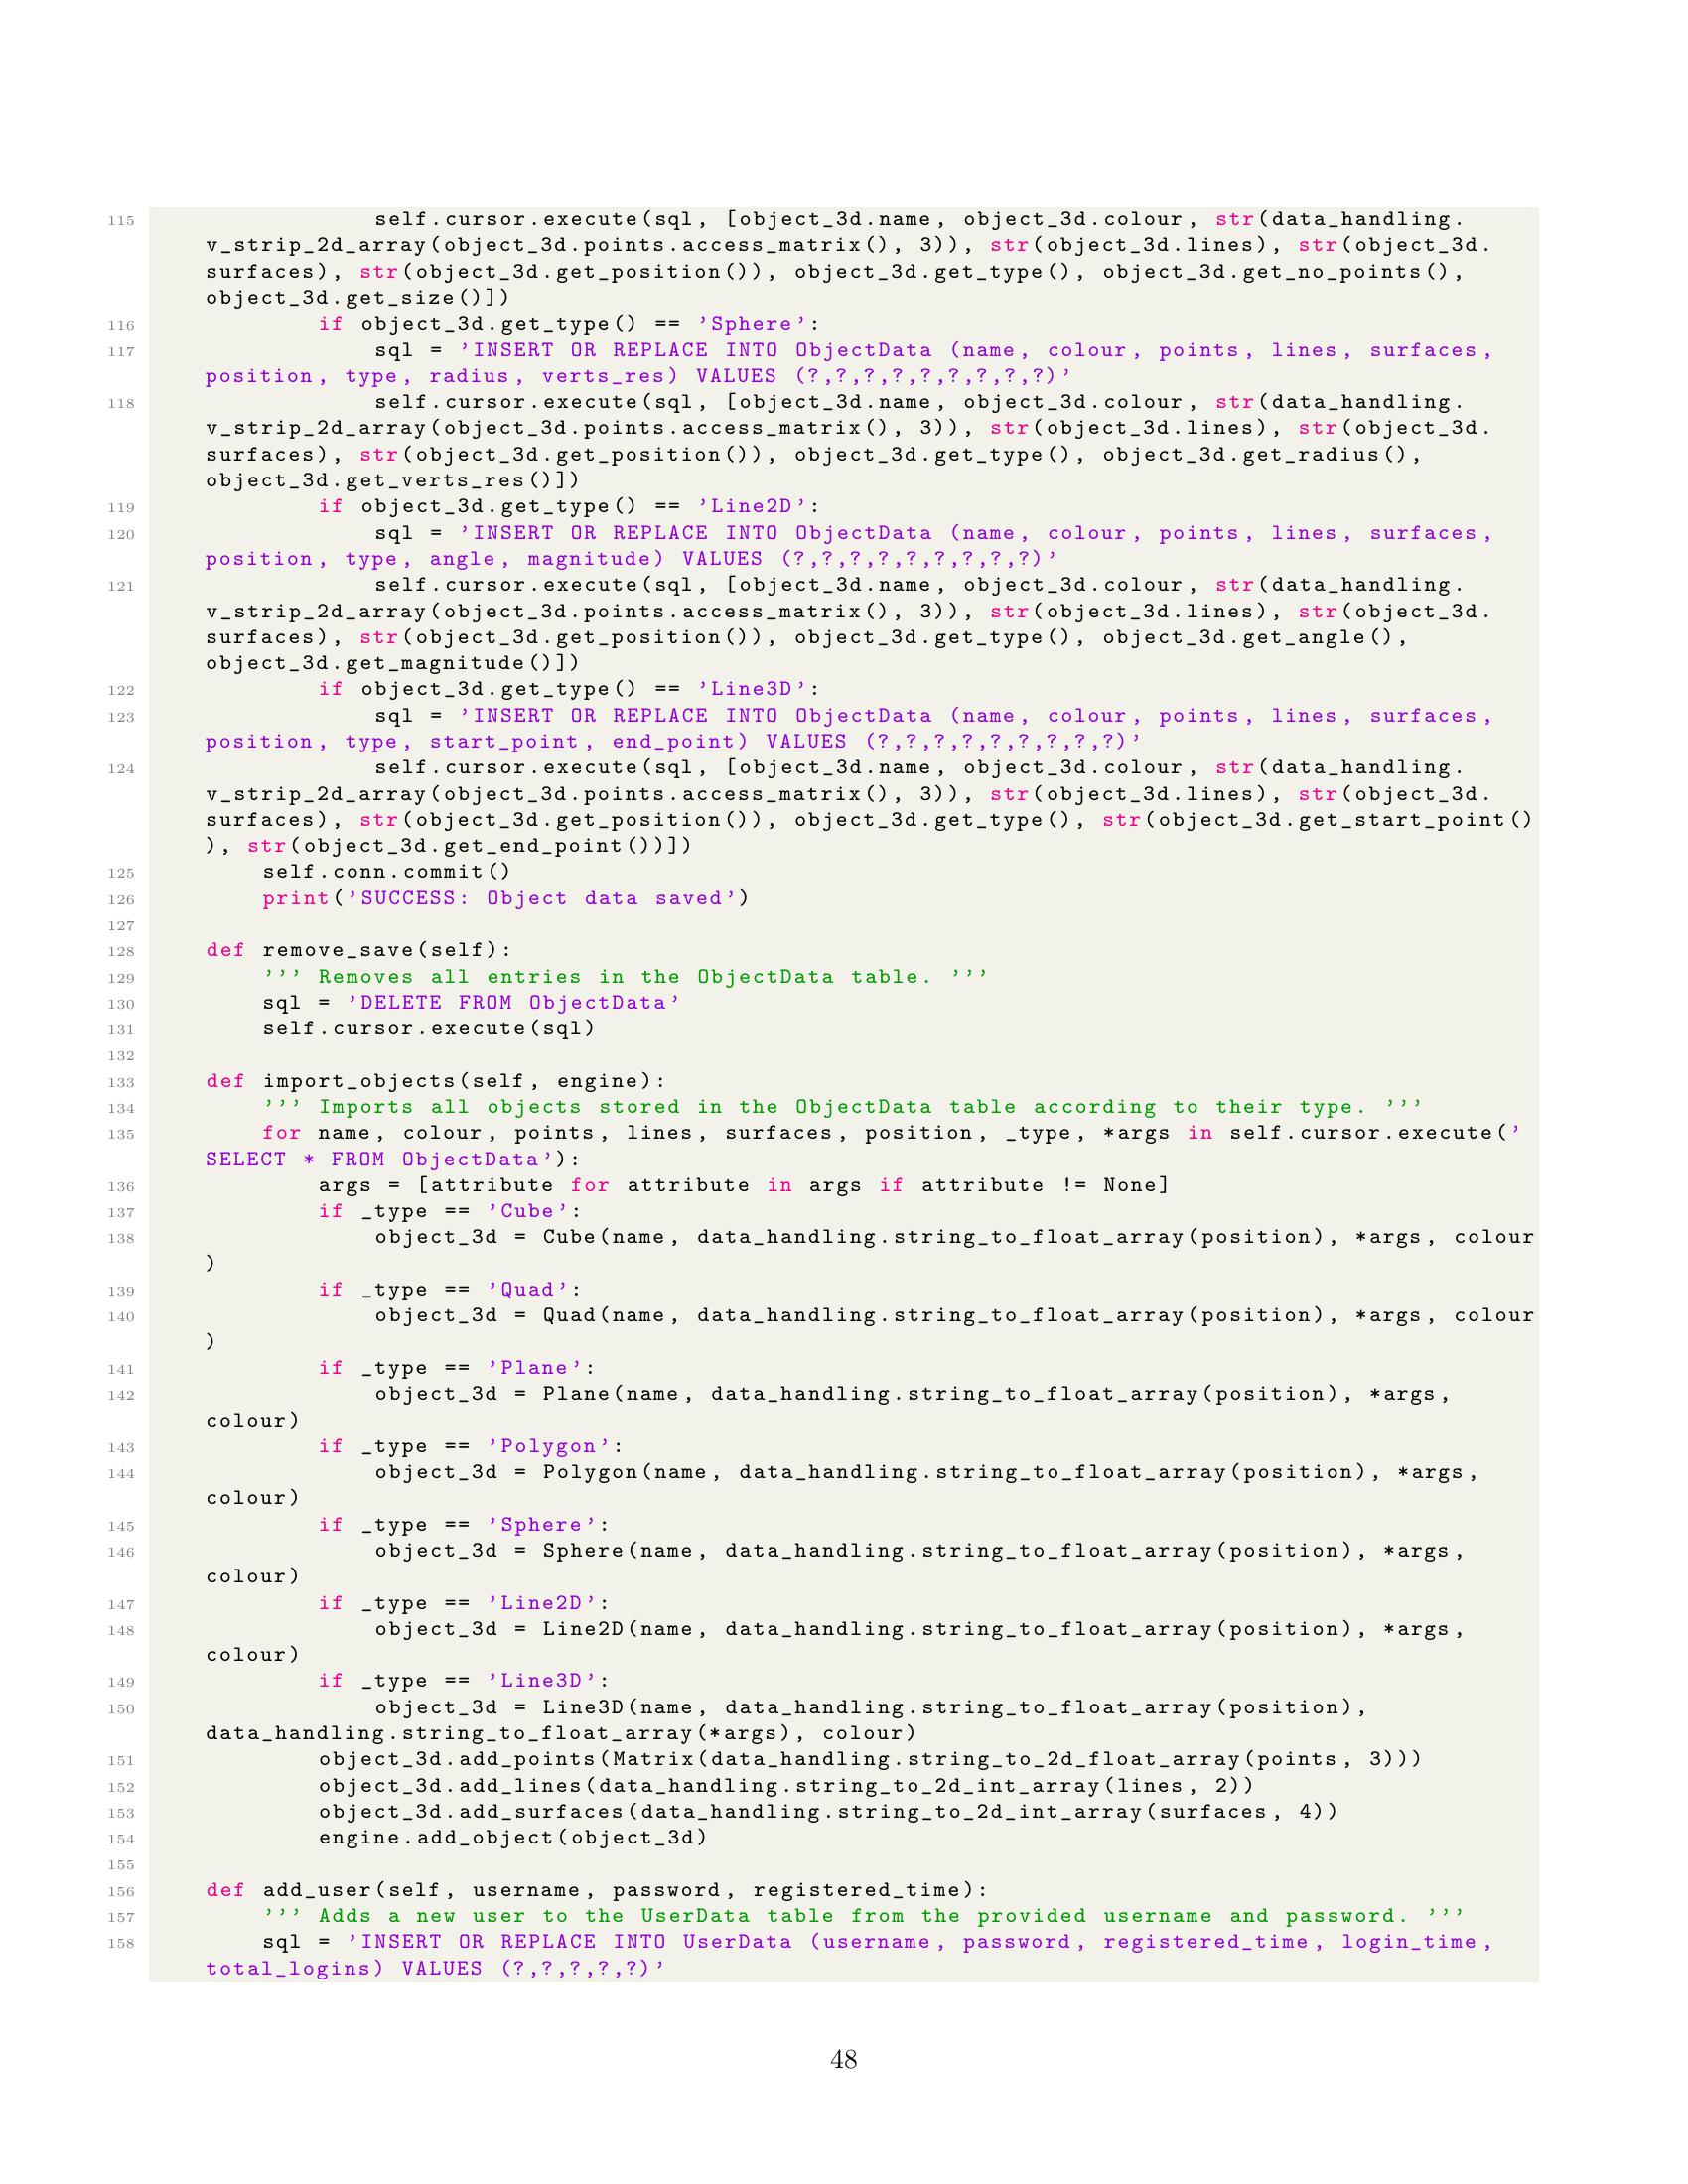 115             self.cursor.execute(sql, [object_3d.name, object_3d.colour, str(data_handling.
v_strip_2d_array(object_3d.points.access_matrix(), 3)), str(object_3d.lines), str(object_3d.
surfaces), str(object_3d.get_position()), object_3d.get_type(), object_3d.get_no_points(),
object_3d.get_size()])
116         if object_3d.get_type() == 'Sphere':
117             sql = 'INSERT OR REPLACE INTO ObjectData (name, colour, points, lines, surfaces,
position, type, radius, verts_res) VALUES (?,?,?,?,?,?,?,?,?)'
118             self.cursor.execute(sql, [object_3d.name, object_3d.colour, str(data_handling.
v_strip_2d_array(object_3d.points.access_matrix(), 3)), str(object_3d.lines), str(object_3d.
surfaces), str(object_3d.get_position()), object_3d.get_type(), object_3d.get_radius(),
object_3d.get_verts_res()])
119         if object_3d.get_type() == 'Line2D':
120             sql = 'INSERT OR REPLACE INTO ObjectData (name, colour, points, lines, surfaces,
position, type, angle, magnitude) VALUES (?,?,?,?,?,?,?,?,?)'
121             self.cursor.execute(sql, [object_3d.name, object_3d.colour, str(data_handling.
v_strip_2d_array(object_3d.points.access_matrix(), 3)), str(object_3d.lines), str(object_3d.
surfaces), str(object_3d.get_position()), object_3d.get_type(), object_3d.get_angle(),
object_3d.get_magnitude()])
122         if object_3d.get_type() == 'Line3D':
123             sql = 'INSERT OR REPLACE INTO ObjectData (name, colour, points, lines, surfaces,
position, type, start_point, end_point) VALUES (?,?,?,?,?,?,?,?,?)'
124             self.cursor.execute(sql, [object_3d.name, object_3d.colour, str(data_handling.
v_strip_2d_array(object_3d.points.access_matrix(), 3)), str(object_3d.lines), str(object_3d.
surfaces), str(object_3d.get_position()), object_3d.get_type(), str(object_3d.get_start_point()
), str(object_3d.get_end_point())])
125     self.conn.commit()
126     print('SUCCESS: Object data saved')
127
128 def remove_save(self):
129     ''' Removes all entries in the ObjectData table. '''
130     sql = 'DELETE FROM ObjectData'
131     self.cursor.execute(sql)
132
133 def import_objects(self, engine):
134     ''' Imports all objects stored in the ObjectData table according to their type. '''
135     for name, colour, points, lines, surfaces, position, _type, *args in self.cursor.execute('
SELECT * FROM ObjectData'):
136         args = [attribute for attribute in args if attribute != None]
137         if _type == 'Cube':
138             object_3d = Cube(name, data_handling.string_to_float_array(position), *args, colour
)
139         if _type == 'Quad':
140             object_3d = Quad(name, data_handling.string_to_float_array(position), *args, colour
)
141         if _type == 'Plane':
142             object_3d = Plane(name, data_handling.string_to_float_array(position), *args,
colour)
143         if _type == 'Polygon':
144             object_3d = Polygon(name, data_handling.string_to_float_array(position), *args,
colour)
145         if _type == 'Sphere':
146             object_3d = Sphere(name, data_handling.string_to_float_array(position), *args,
colour)
147         if _type == 'Line2D':
148             object_3d = Line2D(name, data_handling.string_to_float_array(position), *args,
colour)
149         if _type == 'Line3D':
150             object_3d = Line3D(name, data_handling.string_to_float_array(position),
data_handling.string_to_float_array(*args), colour)
151         object_3d.add_points(Matrix(data_handling.string_to_2d_float_array(points, 3)))
152         object_3d.add_lines(data_handling.string_to_2d_int_array(lines, 2))
153         object_3d.add_surfaces(data_handling.string_to_2d_int_array(surfaces, 4))
154         engine.add_object(object_3d)
155
156 def add_user(self, username, password, registered_time):
157     ''' Adds a new user to the UserData table from the provided username and password. '''
158     sql = 'INSERT OR REPLACE INTO UserData (username, password, registered_time, login_time,
total_logins) VALUES (?,?,?,?,?)'
48